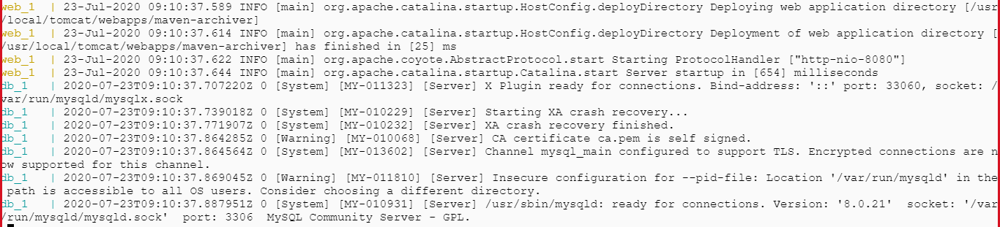 web_1  | 23-Jul-2020 09:10:37.589 INFO [main] org.apache.catalina.startup.HostConfig.deployDirectory Deploying web application directory [/usr
/local/tomcat/webapps/maven-archiver]
web_1  | 23-Jul-2020 09:10:37.614 INFO [main] org.apache.catalina.startup.HostConfig.deployDirectory Deployment of web application directory [
/usr/local/tomcat/webapps/maven-archiver] has finished in [25] ms
web_1  | 23-Jul-2020 09:10:37.622 INFO [main] org.apache.coyote.AbstractProtocol.start Starting ProtocolHandler ["http-nio-8080"]
web_1  | 23-Jul-2020 09:10:37.644 INFO [main] org.apache.catalina.startup.Catalina.start Server startup in [654] milliseconds
db_1   | 2020-07-23T09:10:37.707220Z 0 [System] [MY-011323] [Server] X Plugin ready for connections. Bind-address: '::' port: 33060, socket: /
var/run/mysqld/mysqlx.sock
db_1   | 2020-07-23T09:10:37.739018Z 0 [System] [MY-010229] [Server] Starting XA crash recovery...
db_1   | 2020-07-23T09:10:37.771907Z 0 [System] [MY-010232] [Server] XA crash recovery finished.
db_1   | 2020-07-23T09:10:37.864285Z 0 [Warning] [MY-010068] [Server] CA certificate ca.pem is self signed.
db_1   | 2020-07-23T09:10:37.864564Z 0 [System] [MY-013602] [Server] Channel mysql_main configured to support TLS. Encrypted connections are n
ow supported for this channel.
db_1   | 2020-07-23T09:10:37.869045Z 0 [Warning] [MY-011810] [Server] Insecure configuration for --pid-file: Location '/var/run/mysqld' in the
 path is accessible to all OS users. Consider choosing a different directory.
db_1   | 2020-07-23T09:10:37.887951Z 0 [System] [MY-010931] [Server] /usr/sbin/mysqld: ready for connections. Version: '8.0.21'  socket: '/var
/run/mysqld/mysqld.sock'  port: 3306  MySQL Community Server - GPL.